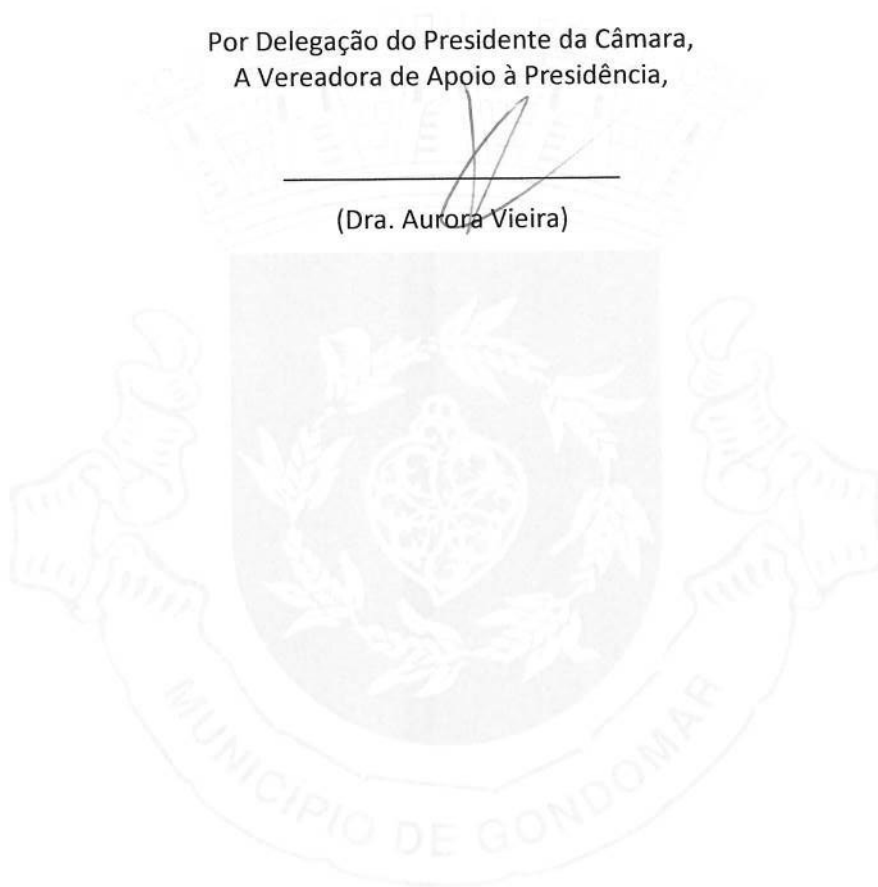 Por Delegação do Presidente da Câmara,
A Vereadora de Apoio à Presidência,
(Dra. Aurora Vieira)
MUNICÍPIO DE GONDOMAR